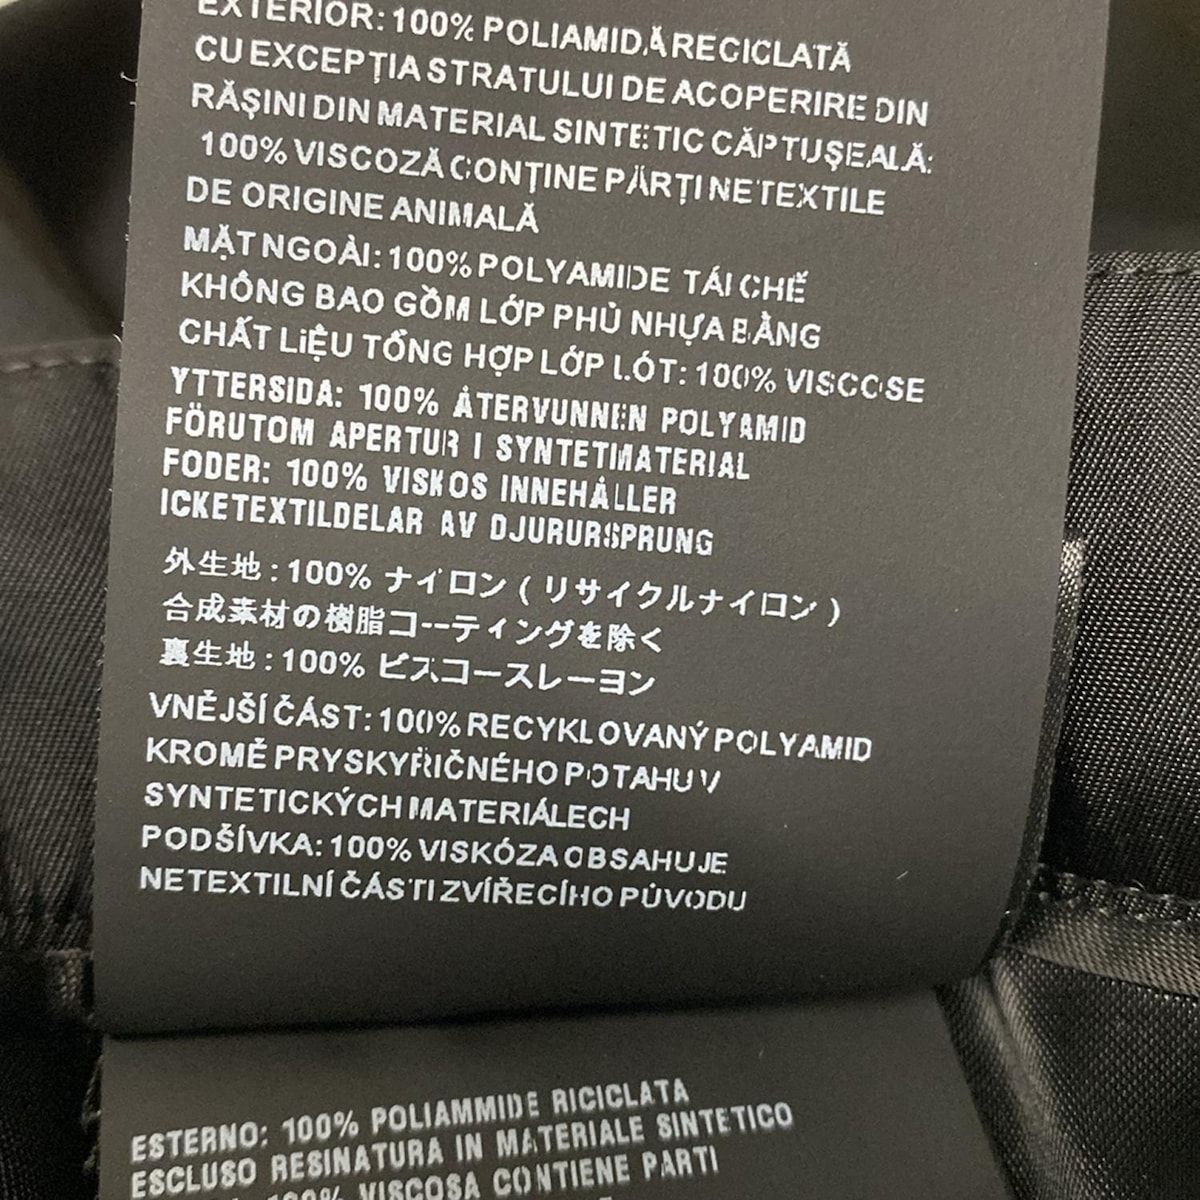 EXTERIOR: 100% POLIAMIDĂ RECICLATĂ
CU EXCEPȚIA STRATULUI DE ACOPERIRE DIN
RĂȘINI DIN MATERIAL SINTETIC CĂPTUȘEALĂ:
100% VISCOZĂ CONȚINE PĂRȚI NETEXTILE
DE ORIGINE ANIMALĂ
MẶT NGOÀI: 100% POLYAMIDE TÁI CHẾ
KHÔNG BAO GỒM LỚP PHỦ NHỰA BẰNG
CHẤT LIỆU TỔNG HỢP LỚP LÓT: 100% VISCOSE
YTTERSIDA: 100% ÅTERVUNNEN POLYAMID
FÖRUTOM APERTUR I SYNTETMATERIAL
FODER: 100% VISKOS INNEHÅLLER
ICKETEXTILDELAR AV DJURURSPRUNG
外生地 : 100% ナイロン ( リサイクルナイロン )
合成素材の樹脂コーティングを除く
裏生地 : 100% ビスコースレーヨン
VNĚJŠÍ ČÁST: 100% RECYKLOVANÝ POLYAMID
KROMĚ PRYSKYŘIČNÉHO POTAHU V
SYNTETICKÝCH MATERIÁLECH
PODŠÍVKA: 100% VISKÓZA OBSAHUJE
NETEXTILNÍ ČÁSTI ZVÍŘECÍHO PŮVODU
ESTERNO: 100% POLIAMMIDE RICICLATA
ESCLUSO RESINATURA IN MATERIALE SINTETICO
100% VISCOSA CONTIENE PARTI